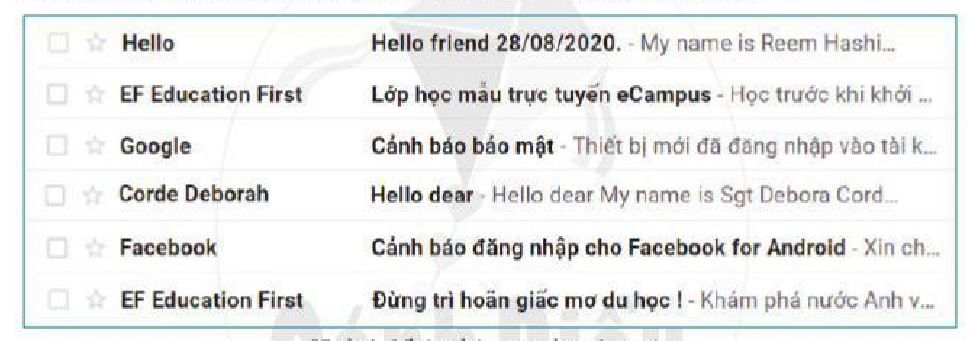 Hello Hello friend 28/08/2020. - My name is Reem Hashi...
EF Education First Lớp học mẫu trực tuyến eCampus - Học trước khi khởi ...
Google Cảnh báo bảo mật - Thiết bị mới đã đăng nhập vào tài k...
Corde Deborah Hello dear - Hello dear My name is Sgt Debora Cord...
Facebook Cảnh báo đăng nhập cho Facebook for Android - Xin ch...
EF Education First Đừng trì hoãn giấc mơ du học ! - Khám phá nước Anh v...
Cánh Diều